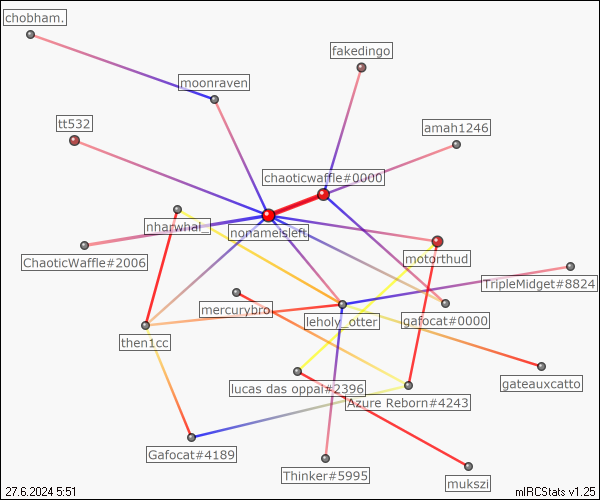 chobham.
fakedingo
moonraven
tt532
amah1246
chaoticwaffle#0000
nharwhal_
nonameisleft
ChaoticWaffle#2006
motorthud
TripleMidget#8824
mercurybro
leholy_otter
gafocat#0000
then1cc
lucas das oppai#2396
gateauxcatto
Azure Reborn#4243
Gafocat#4189
Thinker#5995
mukszi
27.6.2024 5:51
mIRCStats v1.25